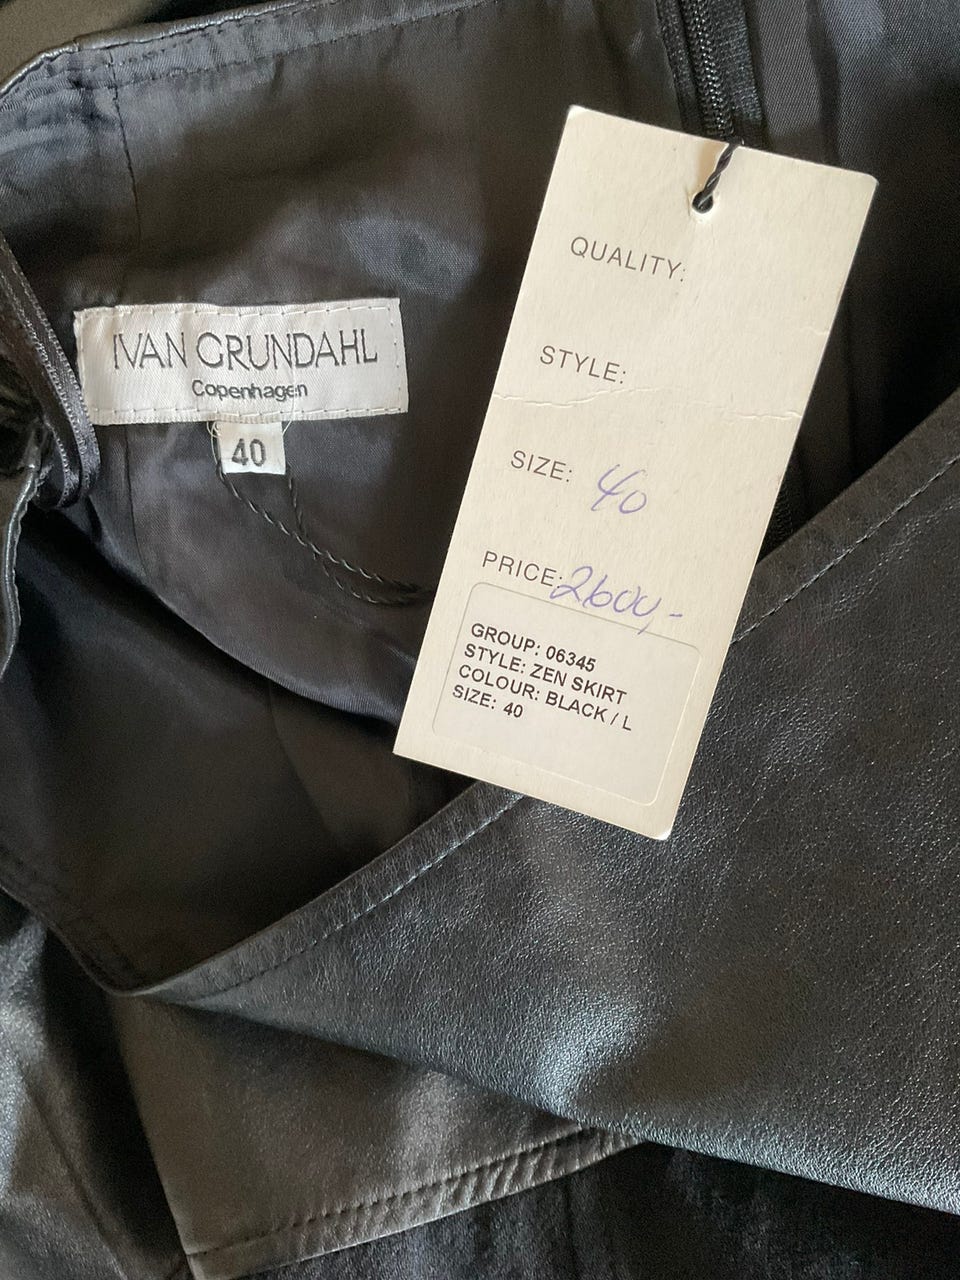 IVAN GRUNDAHL
Copenhagen
40
QUALITY:
STYLE:
SIZE: 40
PRICE: 2600,-
GROUP: 06345
STYLE: ZEN SKIRT
COLOUR: BLACK / L
SIZE: 40